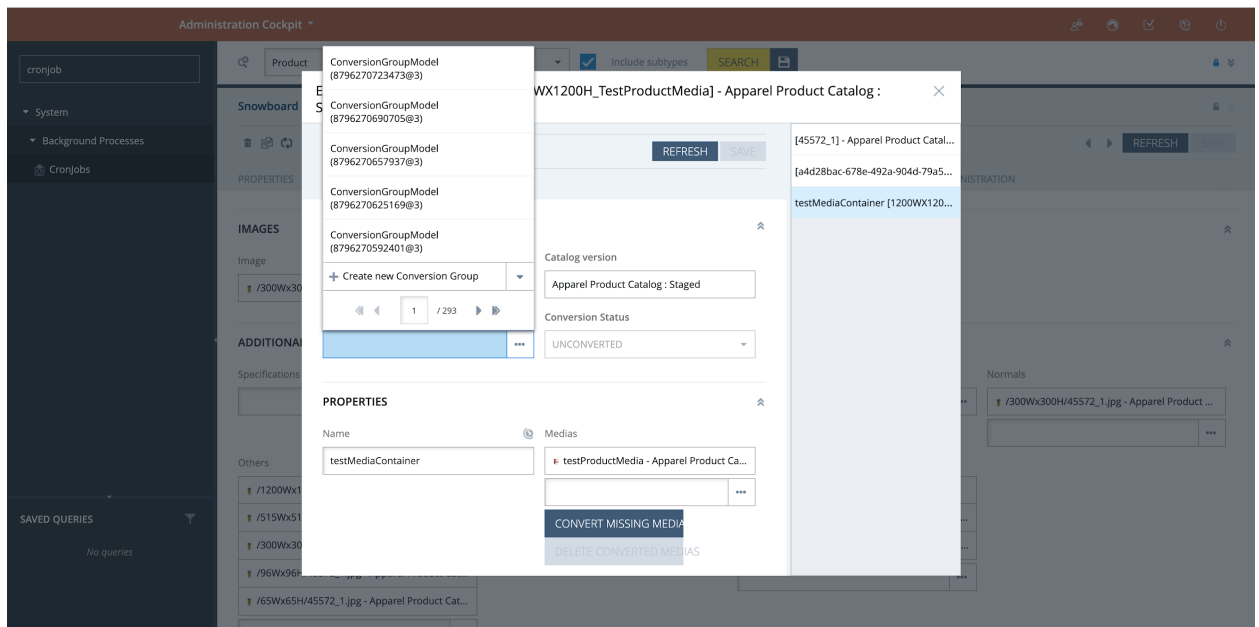 Administration Cockpit
cronjob
Product
Include subtypes
SEARCH
System
Background Processes
CronJobs
Snowboard
REFRESH
SAVE
PROPERTIES
IMAGES
Image
ADDITIONAL
Specifications
Normals
/300Wx300H/45572_1.jpg - Apparel Product ...
Others
/1200Wx1
/515Wx51
/300Wx30
/96Wx96H
/65Wx65H/45572_1.jpg - Apparel Product Cat...
SAVED QUERIES
No queries
ConversionGroupModel
(8796270723473@3)
ConversionGroupModel
(8796270690705@3)
ConversionGroupModel
(8796270657937@3)
ConversionGroupModel
(8796270625169@3)
ConversionGroupModel
(8796270592401@3)
Create new Conversion Group
1 / 293
WX1200H_TestProductMedia] - Apparel Product Catalog :
REFRESH SAVE
Catalog version
Apparel Product Catalog : Staged
Conversion Status
UNCONVERTED
PROPERTIES
Name
testMediaContainer
Medias
testProductMedia - Apparel Product Ca...
CONVERT MISSING MEDIA
DELETE CONVERTED MEDIAS
[45572_1] - Apparel Product Catal...
[a4d28bac-678e-492a-904d-79a5...
testMediaContainer [1200WX120...